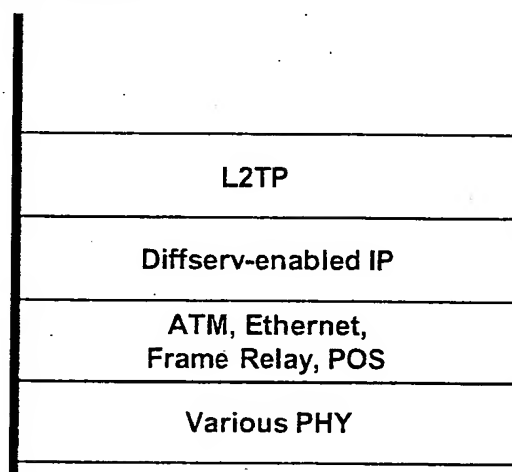 L2TP
Diffserv-enabled IP
ATM, Ethernet,
Frame Relay, POS
Various PHY